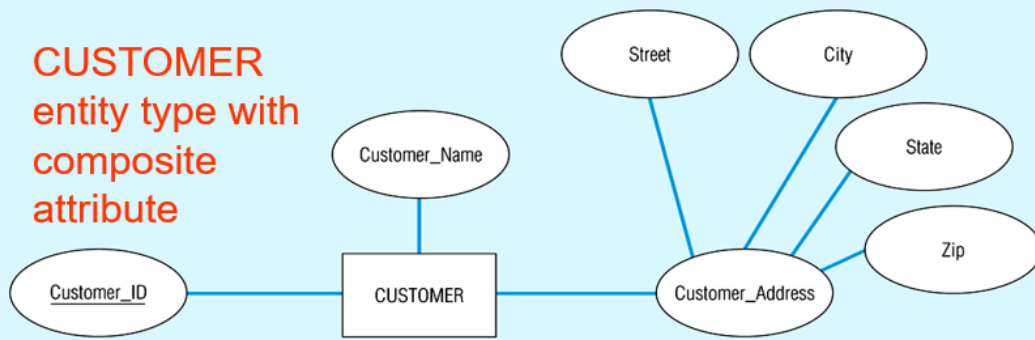 CUSTOMER
entity type with
composite
attribute
Street
City
Customer_Name
State
Zip
Customer_ID
CUSTOMER
Customer_Address